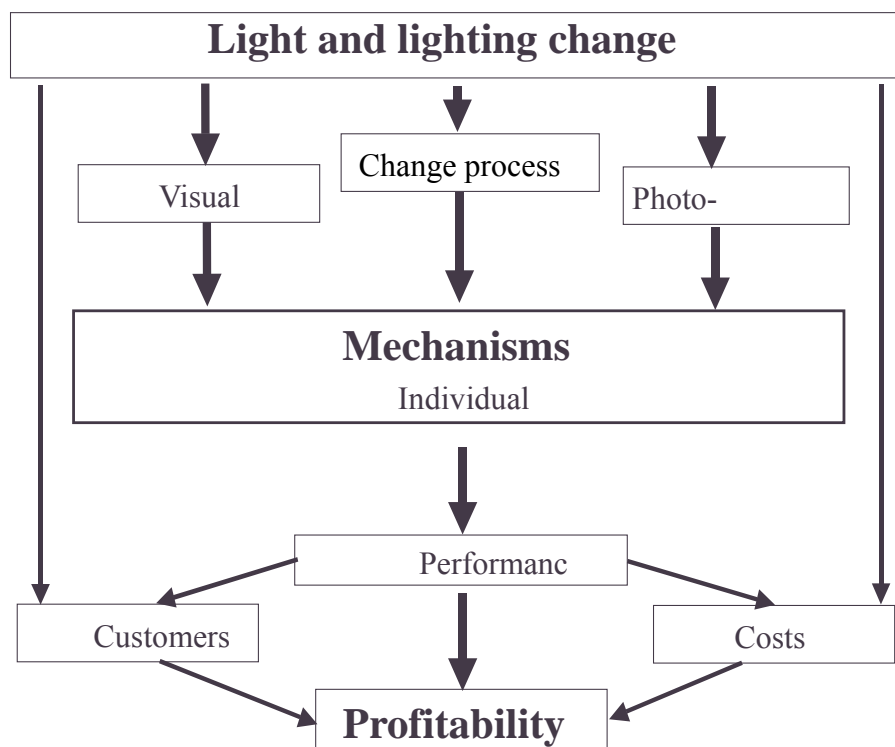 Light and lighting change
Change process
Visual
Photo-
Mechanisms
Individual
Performanc
Customers
Costs
Profitability